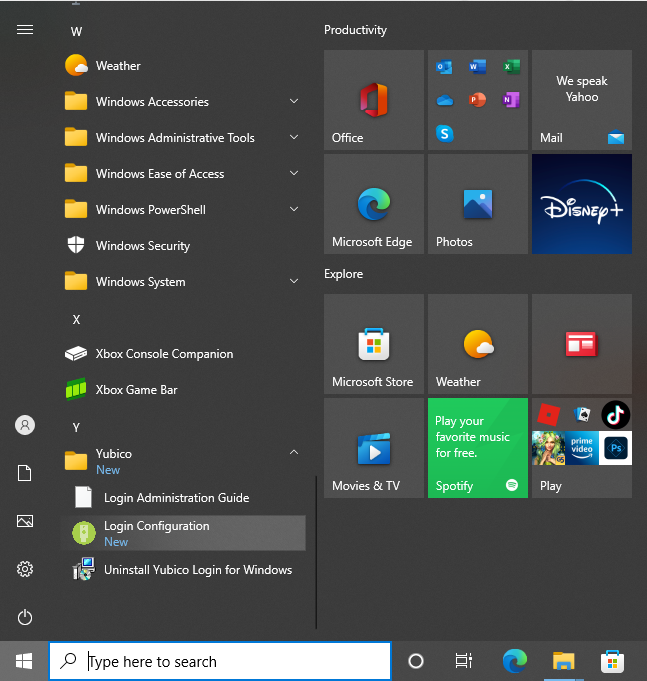 W
Weather
Windows Accessories
Windows Administrative Tools
Windows Ease of Access
Windows PowerShell
Windows Security
Windows System
X
Xbox Console Companion
Xbox Game Bar
Y
Yubico
New
Login Administration Guide
Login Configuration
New
Uninstall Yubico Login for Windows
Productivity
Office
We speak
Yahoo
Mail
Microsoft Edge
Photos
Disney+
Explore
Microsoft Store
Weather
Movies & TV
Play your
favorite music
for free.
Spotify
prime
video
Ps
Play
Type here to search